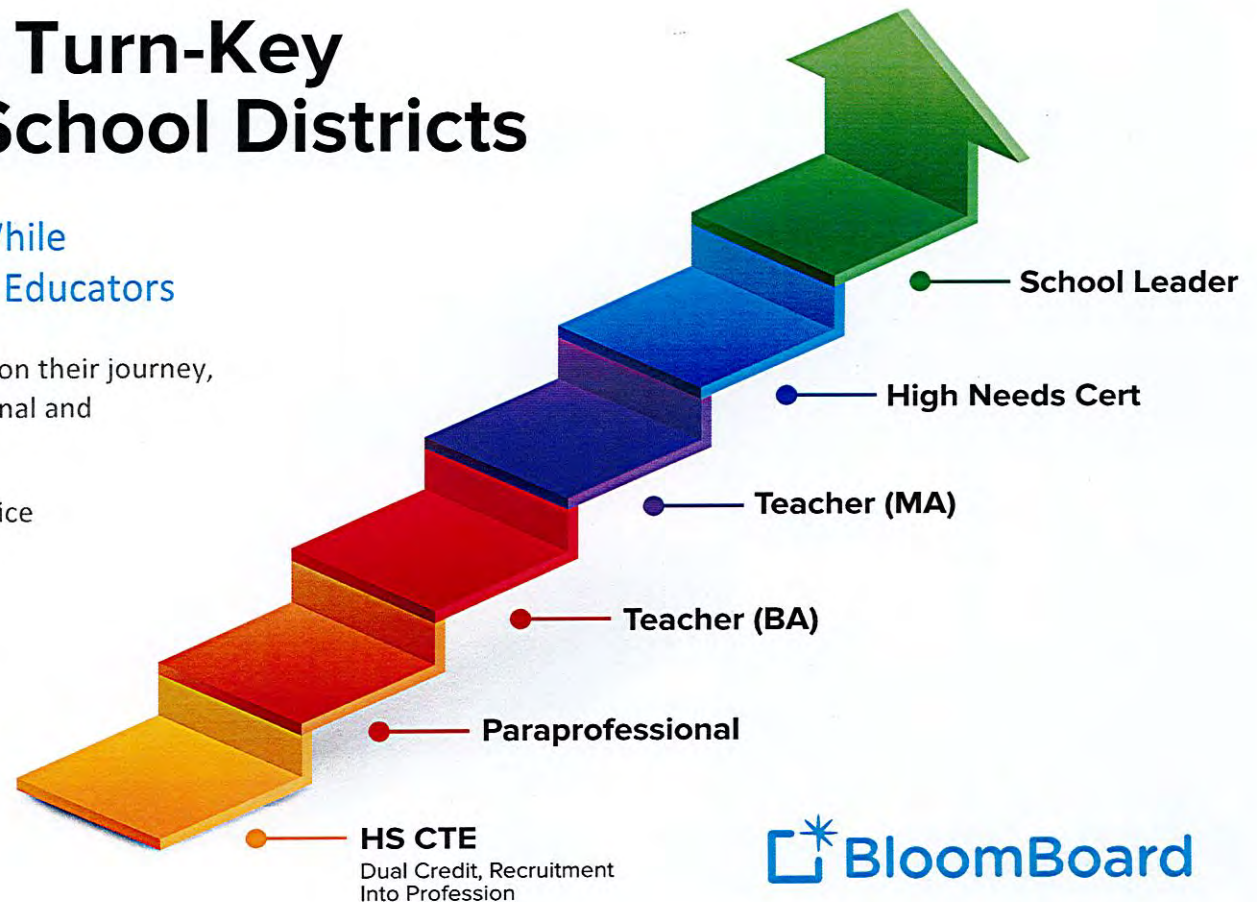 Turn-Key
School Districts
While
Educators
on their journey,
nal and
ice
School Leader
High Needs Cert
Teacher (MA)
Teacher (BA)
Paraprofessional
HS CTE
Dual Credit, Recruitment
Into Profession
BloomBoard